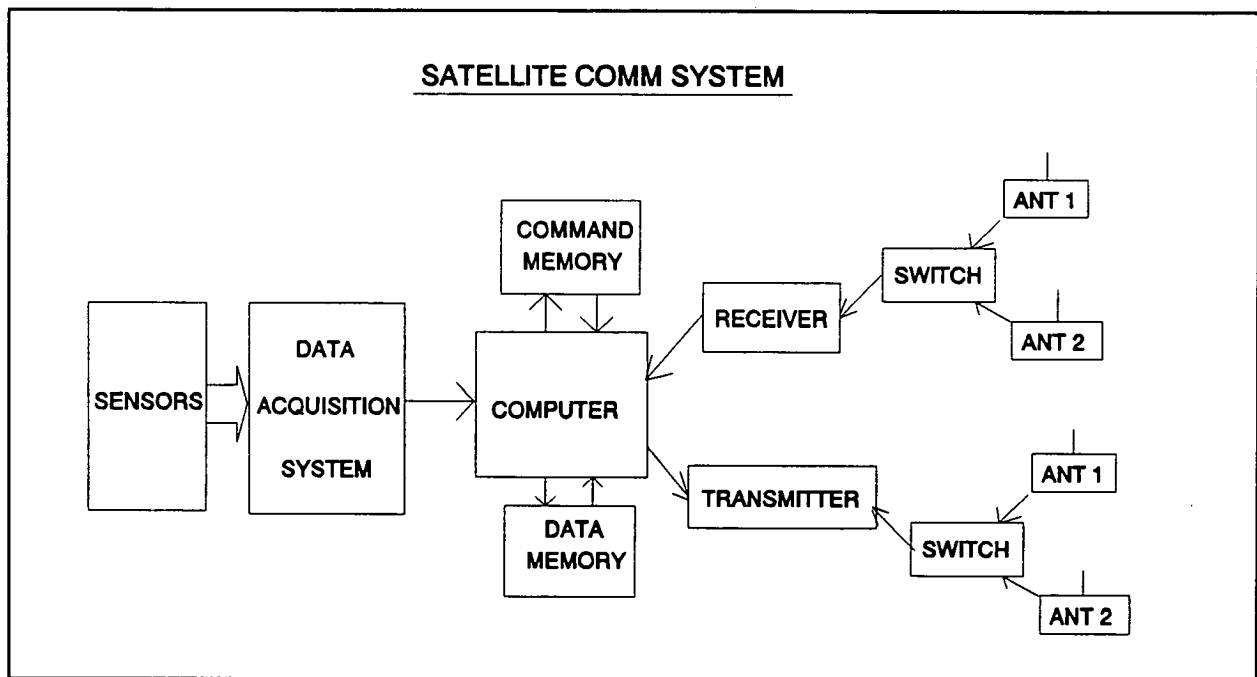 SATELLITE COMM SYSTEM
ANT 1
COMMAND
MEMORY
SWITCH
RECEIVER
ANT 2
SENSORS
DATA
ACQUISITION
SYSTEM
COMPUTER
TRANSMITTER
ANT 1
DATA
MEMORY
SWITCH
ANT 2